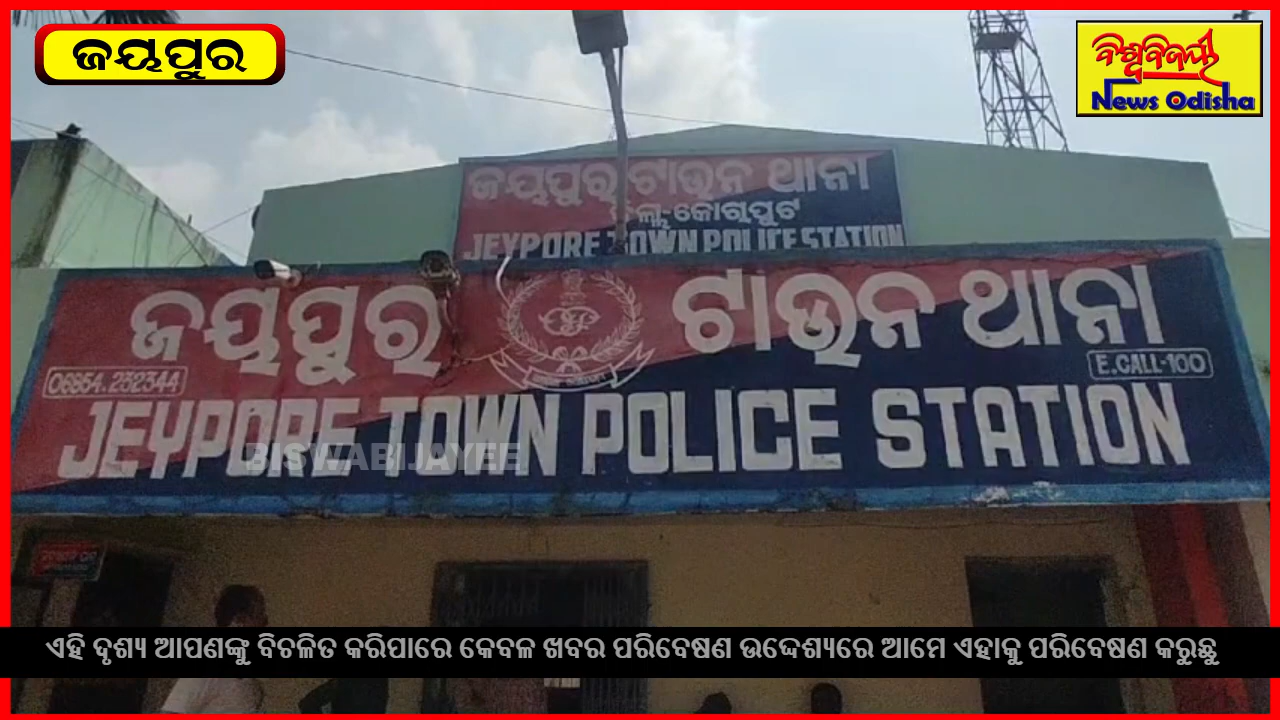 ଜୟପୁର
ବିଶ୍ୱବିଜୟୀ
News Odisha
ଜୟପୁର ଟାଉନ ଥାନା
ଜିଲ୍ଲା-କୋରାପୁଟ
JEYPORE TOWN POLICE STATION
ଜୟପୁର ଟାଉନ ଥାନା
06854.232344
E.CALL-100
JEYPORE TOWN POLICE STATION
BISWABIJAYEE
ଏହି ଦୃଶ୍ୟ ଆପଣଙ୍କୁ ବିଚଳିତ କରିପାରେ କେବଳ ଖବର ପରିବେଷଣ ଉଦ୍ଦେଶ୍ୟରେ ଆମେ ଏହାକୁ ପରିବେଷଣ କରୁଛୁ